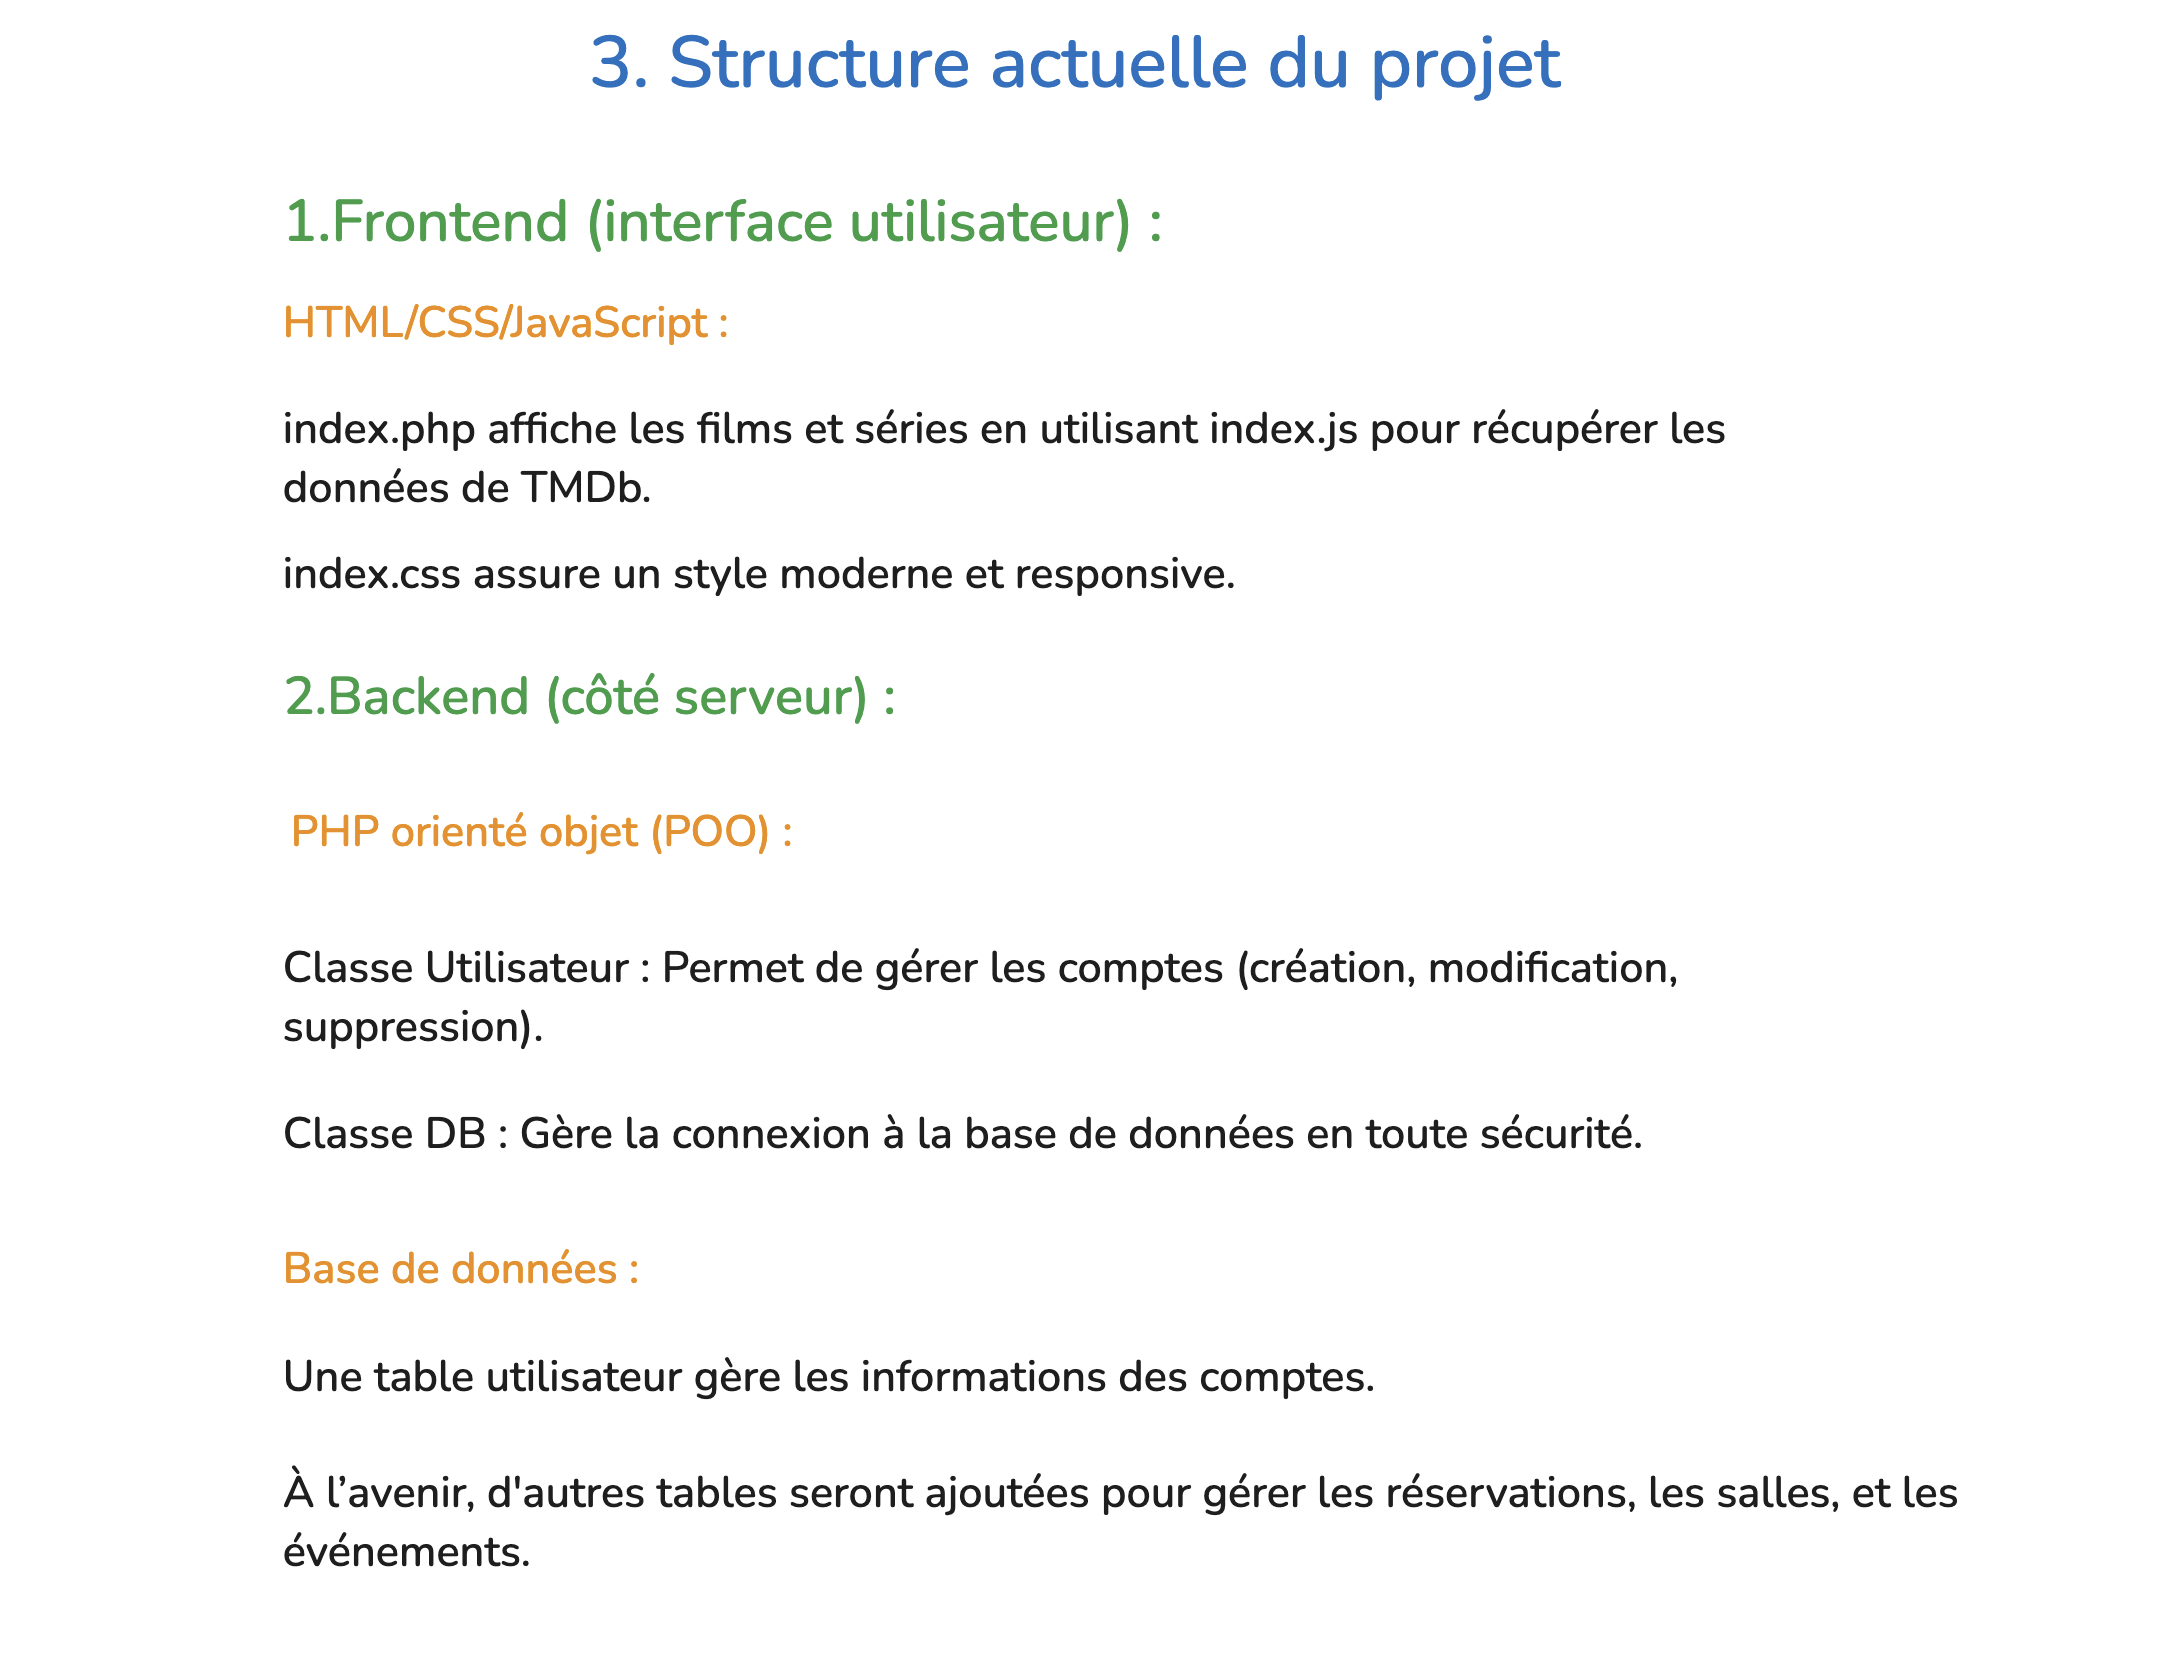 3. Structure actuelle du projet
1.Frontend (interface utilisateur) :
HTML/CSS/JavaScript :
index.php affiche les films et séries en utilisant index.js pour récupérer les
données de TMDb.
index.css assure un style moderne et responsive.
2.Backend (côté serveur) :
PHP orienté objet (POO) :
Classe Utilisateur : Permet de gérer les comptes (création, modification,
suppression).
Classe DB : Gère la connexion à la base de données en toute sécurité.
Base de données :
Une table utilisateur gère les informations des comptes.
À l’avenir, d'autres tables seront ajoutées pour gérer les réservations, les salles, et les
événements.